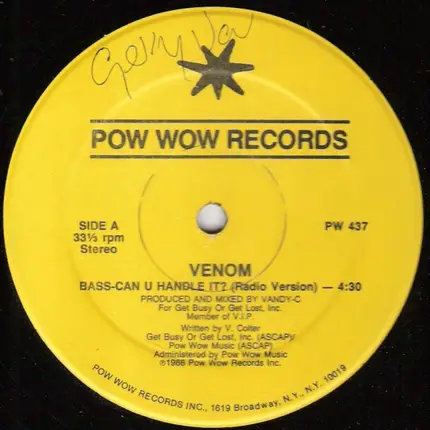 POW WOW RECORDS
SIDE A
33⅓ rpm
Stereo
PW 437
VENOM
BASS-CAN U HANDLE IT? (Radio Version) — 4:30
PRODUCED AND MIXED BY VANDY-C
For Get Busy Or Get Lost, Inc.
Member of V.I.P.
Written by V. Colter
Get Busy Or Get Lost, Inc. (ASCAP)/
Pow Wow Music (ASCAP)
Administered by Pow Wow Music
℗1988 Pow Wow Records Inc.
POW WOW RECORDS INC., 1619 Broadway, N.Y., N.Y. 10019